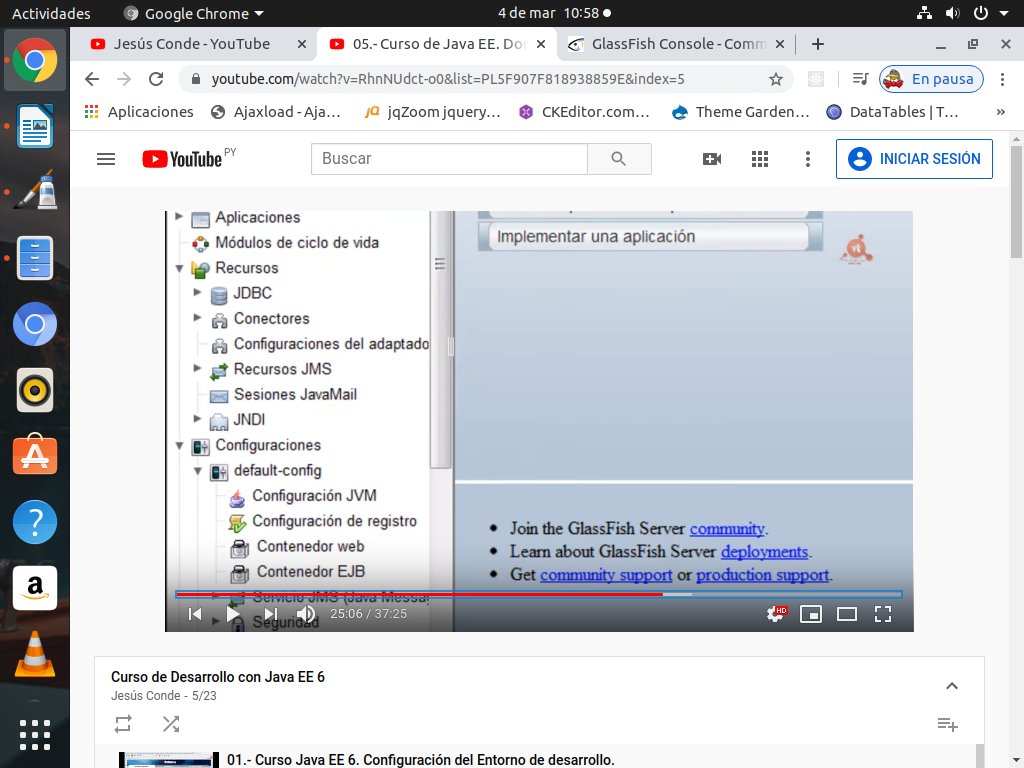 Actividades
Google Chrome
4 de mar 10:58
Jesús Conde - YouTube
05.- Curso de Java EE. Dor
GlassFish Console - Comm
youtube.com/watch?v=RhnNUdct-o0&list=PL5F907F818938859E&index=5
En pausa
Aplicaciones
Ajaxload - Aja...
jqZoom jquery...
CKEditor.com...
Theme Garden...
DataTables | T...
YouTube PY
Buscar
INICIAR SESIÓN
Aplicaciones
Módulos de ciclo de vida
Recursos
JDBC
Conectores
Configuraciones del adaptado
Recursos JMS
Sesiones JavaMail
JNDI
Configuraciones
default-config
Configuración JVM
Configuración de registro
Contenedor web
Contenedor EJB
Servicio JMS (Java Messag
Seguridad
Implementar una aplicación
vt
Join the GlassFish Server community.
Learn about GlassFish Server deployments.
Get community support or production support.
25:06 / 37:25
HD
Curso de Desarrollo con Java EE 6
Jesús Conde - 5/23
01.- Curso Java EE 6. Configuración del Entorno de desarrollo.